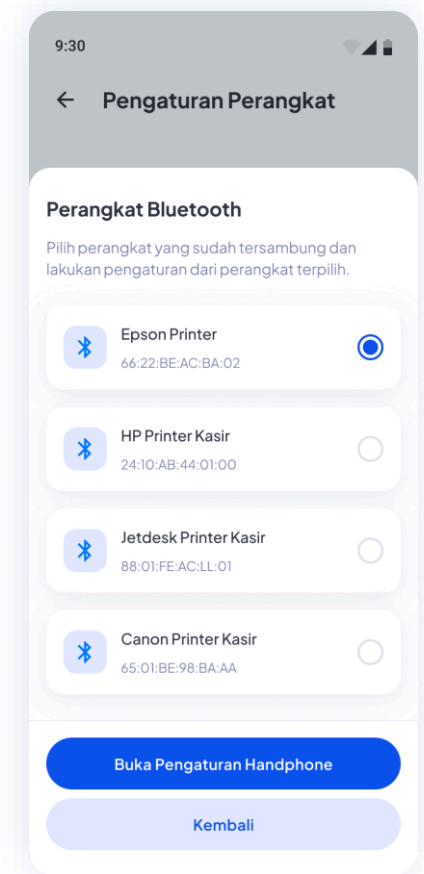 9:30
Pengaturan Perangkat
Perangkat Bluetooth
Pilih perangkat yang sudah tersambung dan
lakukan pengaturan dari perangkat terpilih.
Epson Printer
66:22:BE:AC:BA:02
HP Printer Kasir
24:10:AB:44:01:00
Jetdesk Printer Kasir
88:01:FE:AC:LL:01
Canon Printer Kasir
65:01:BE:98:BA:AA
Buka Pengaturan Handphone
Kembali